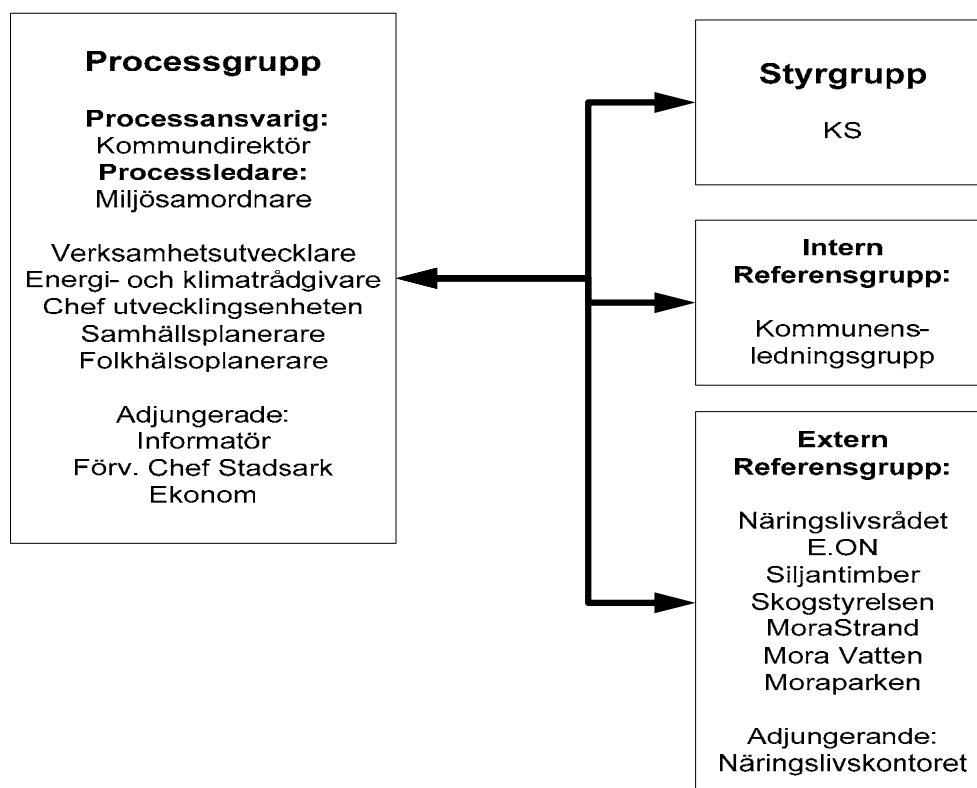 Processgrupp
Processansvarig:
Kommundirektör
Processledare:
Miljösamordnare
Verksamhetsutvecklare
Energi- och klimatrådgivare
Chef utvecklingsenheten
Samhällsplanerare
Folkhälsoplanerare
Adjungerade:
Informatör
Förv. Chef Stadsark
Ekonom
Styrgrupp
KS
Intern
Referensgrupp:
Kommunens-
ledningsgrupp
Extern
Referensgrupp:
Näringslivsrådet
E.ON
Siljantimber
Skogstyrelsen
MoraStrand
Mora Vatten
Moraparken
Adjungerande:
Näringslivskontoret